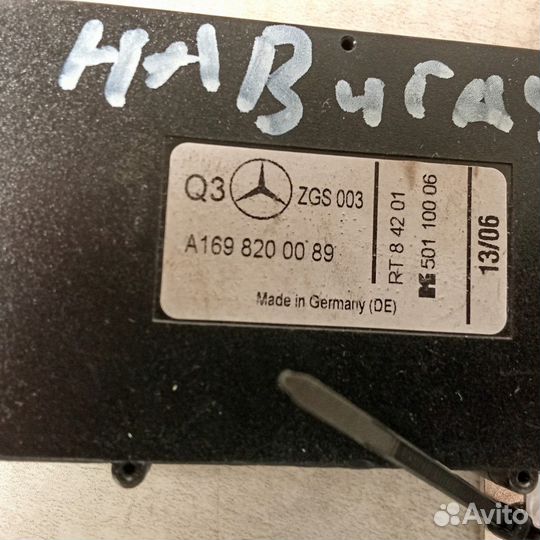 НАВигац
Q3 ZGS 003
A169 820 00 89
Made in Germany (DE)
RT 8 42 01
501 100 06
13/06
Avito